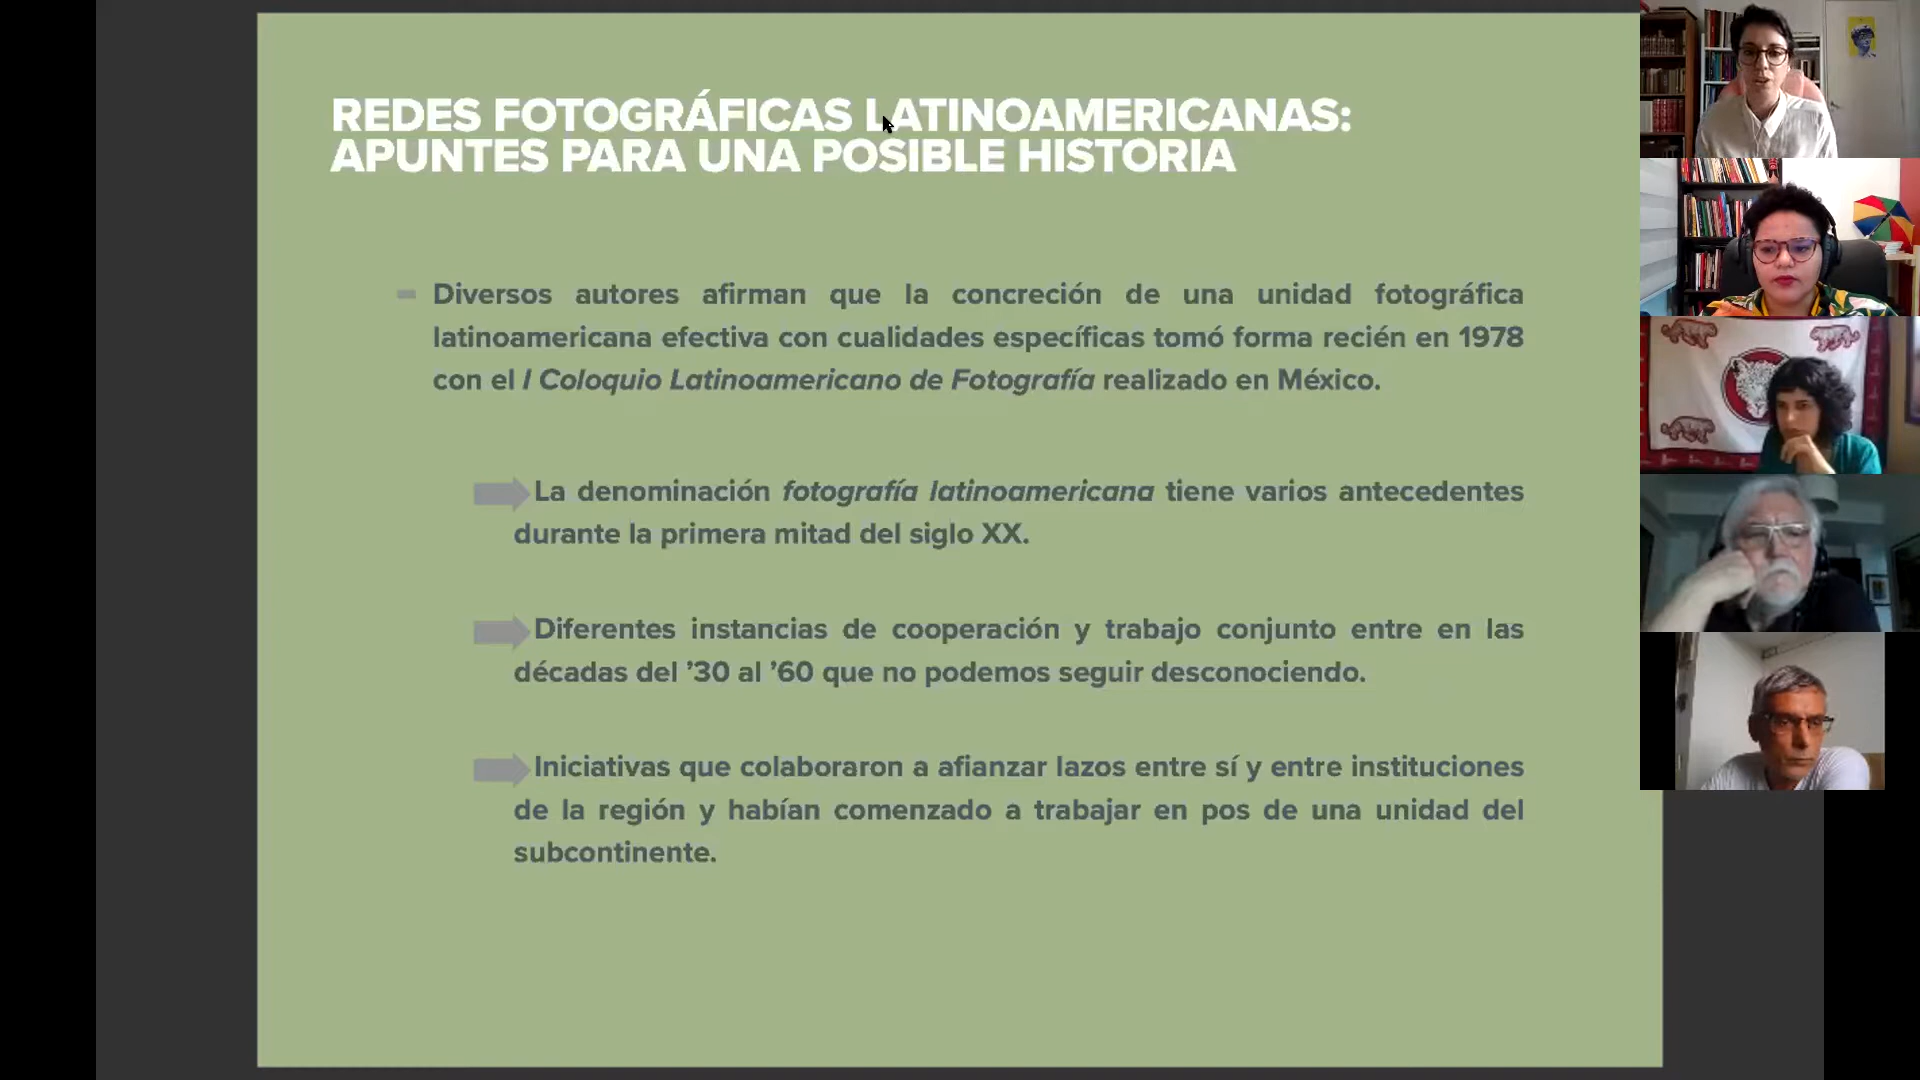 REDES FOTOGRÁFICAS LATINOAMERICANAS:
APUNTES PARA UNA POSIBLE HISTORIA
Diversos autores afirman que la concreción de una unidad fotográfica
latinoamericana efectiva con cualidades específicas tomó forma recién en 1978
con el I Coloquio Latinoamericano de Fotografía realizado en México.
La denominación fotografía latinoamericana tiene varios antecedentes
durante la primera mitad del siglo XX.
Diferentes instancias de cooperación y trabajo conjunto entre en las
décadas del ’30 al ’60 que no podemos seguir desconociendo.
Iniciativas que colaboraron a afianzar lazos entre sí y entre instituciones
de la región y habían comenzado a trabajar en pos de una unidad del
subcontinente.